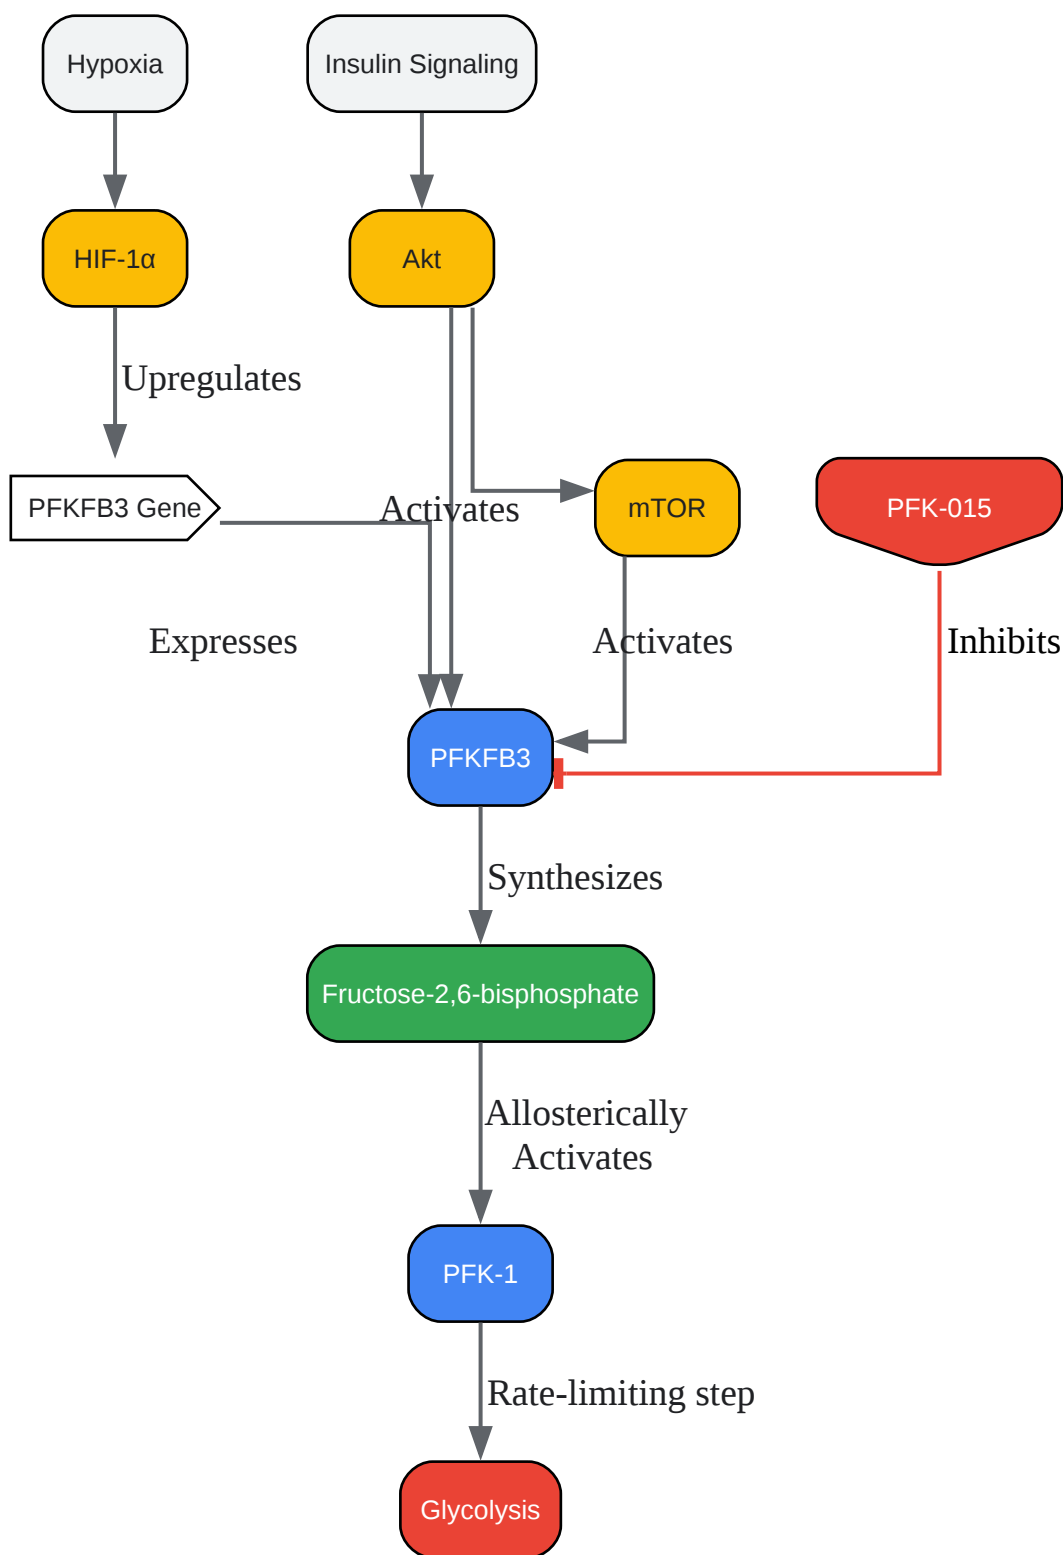 Hypoxia
Insulin Signaling
HIF-1α
Akt
Upregulates
PFKFB3 Gene
Activates
mTOR
PFK-015
Expresses
Activates
Inhibits
PFKFB3
Synthesizes
Fructose-2,6-bisphosphate
Allosterically
Activates
PFK-1
Rate-limiting step
Glycolysis